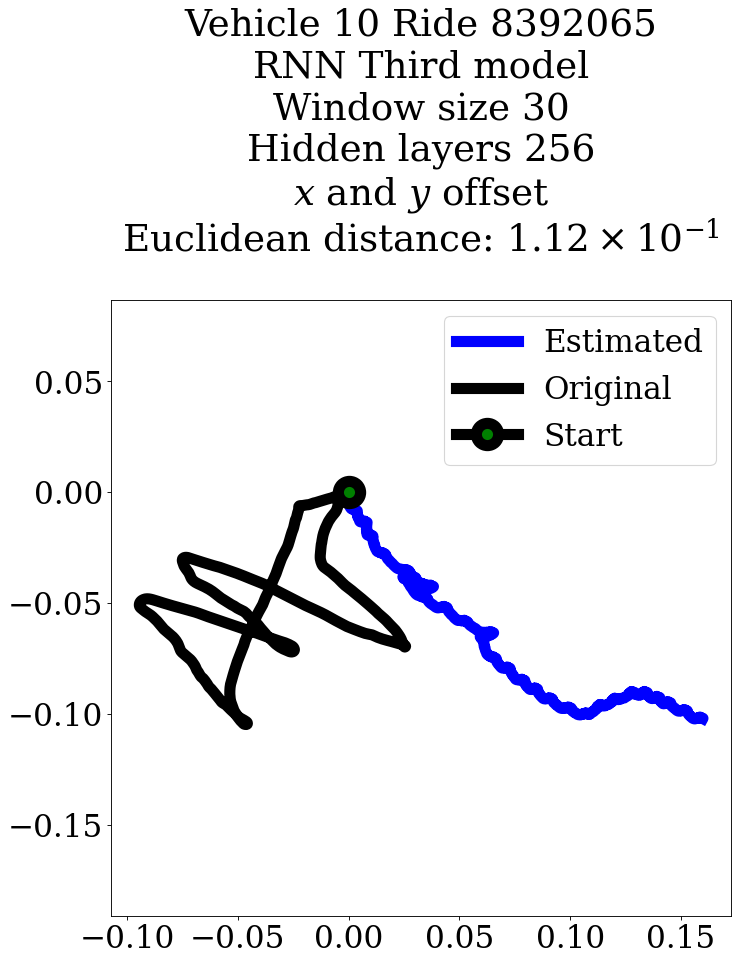 Vehicle 10 Ride 8392065
RNN Third model
Window size 30
Hidden layers 256
x and y offset
Euclidean distance: 1.12 × 10⁻¹
Estimated
Original
Start
0.05
0.00
−0.05
−0.10
−0.15
−0.10 −0.05 0.00 0.05 0.10 0.15